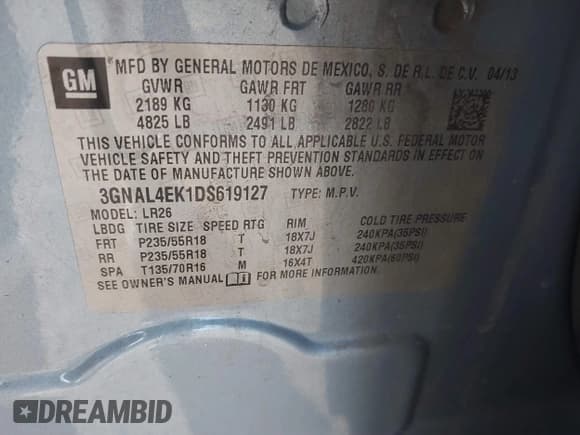 GM
MFD BY GENERAL MOTORS DE MEXICO, S. DE R.L. DE C.V. 04/13
GVWR GAWR FRT GAWR RR
2189 KG 1130 KG 1280 KG
4825 LB 2491 LB 2822 LB
THIS VEHICLE CONFORMS TO ALL APPLICABLE U.S. FEDERAL MOTOR
VEHICLE SAFETY AND THEFT PREVENTION STANDARDS IN EFFECT ON
THE DATE OF MANUFACTURE SHOWN ABOVE.
3GNAL4EK1DS619127 TYPE: M.P.V.
MODEL: LR26
LBDG TIRE SIZE SPEED RTG RIM COLD TIRE PRESSURE
FRT P235/55R18 T 18X7J 240KPA(35PSI)
RR P235/55R18 T 18X7J 240KPA(35PSI)
SPA T135/70R16 M 16X4T 420KPA(60PSI)
SEE OWNER'S MANUAL FOR MORE INFORMATION.
DREAMBID